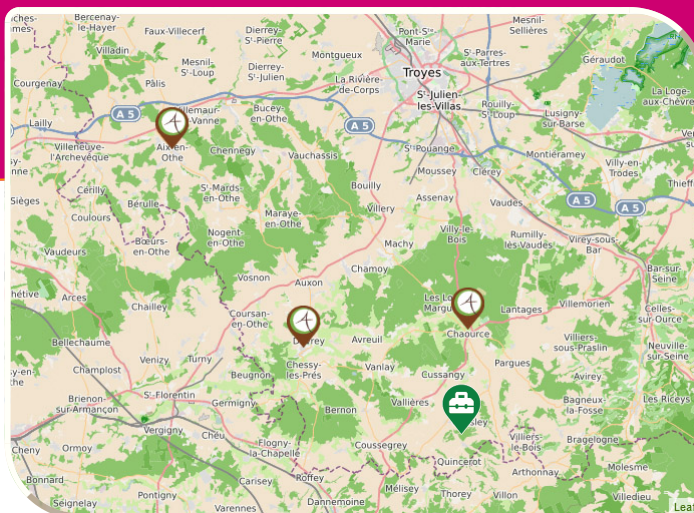 Bercenay-
le-Hayer
Faux-Villecerf
Dierrey-
St-Pierre
Pont-Ste-
Marie
Mesnil-
Sellières
Villadin
Mesnil-
St-Loup
Dierrey-
St-Julien
Montgueux
Troyes
St-Parres-
aux-Tertres
Géraudot
Courgenay
Pâlis
La Rivière-
de-Corps
St-Julien-
les-Villas
La Loge-
aux-Chèvres
A 5
Bucey-
en-Othe
Rouilly-
St-Loup
Lusigny-
sur-Barse
Lailly
A 5
Villeneuve-
l'Archevêque
Chennegy
Vauchassis
Moussey
Clérey
Montiéramey
Villy-en-
Trodes
Cérilly
St-Mards-
en-Othe
Bouilly
Assenay
A 5
A 5
Sièges
Coulours
Bérulle
Maraye-
en-Othe
Villery
Vaudes
Bœurs-
en-Othe
Nogent-
en-Othe
Machy
Villy-le-
Bois
Rumilly-
lès-Vaudes
Virey-sous-
Bar
Vaudeurs
Vosnon
Auxon
Chamoy
Bar-sur-
Seine
Arces
Chailley
Coursan-
en-Othe
Lantages
Villemorien
Celles-
sur-Ource
Bellechaume
Avreuil
Chaource
Villiers-
sous-Praslin
Neuville-
sur-Seine
Champlost
Venizy
Turny
Beugnon
Chessy-
les-Prés
Vanlay
Cussangy
Pargues
Avirey
Brienon-
sur-Armançon
St-Florentin
Germigny
Bernon
Vallières
Bagneux-
la-Fosse
Les Riceys
Vergigny
Chéu
Flogny-
la-Chapelle
Coussegrey
Villiers-
le-Bois
Bragelogne
Cheny
Ormoy
Quincerot
Arthonnay
Molesme
Bonnard
Pontigny
Carisey
Roffey
Mélisey
Thorey
Villon
Villedieu
Seignelay
Varennes
Dannemoine